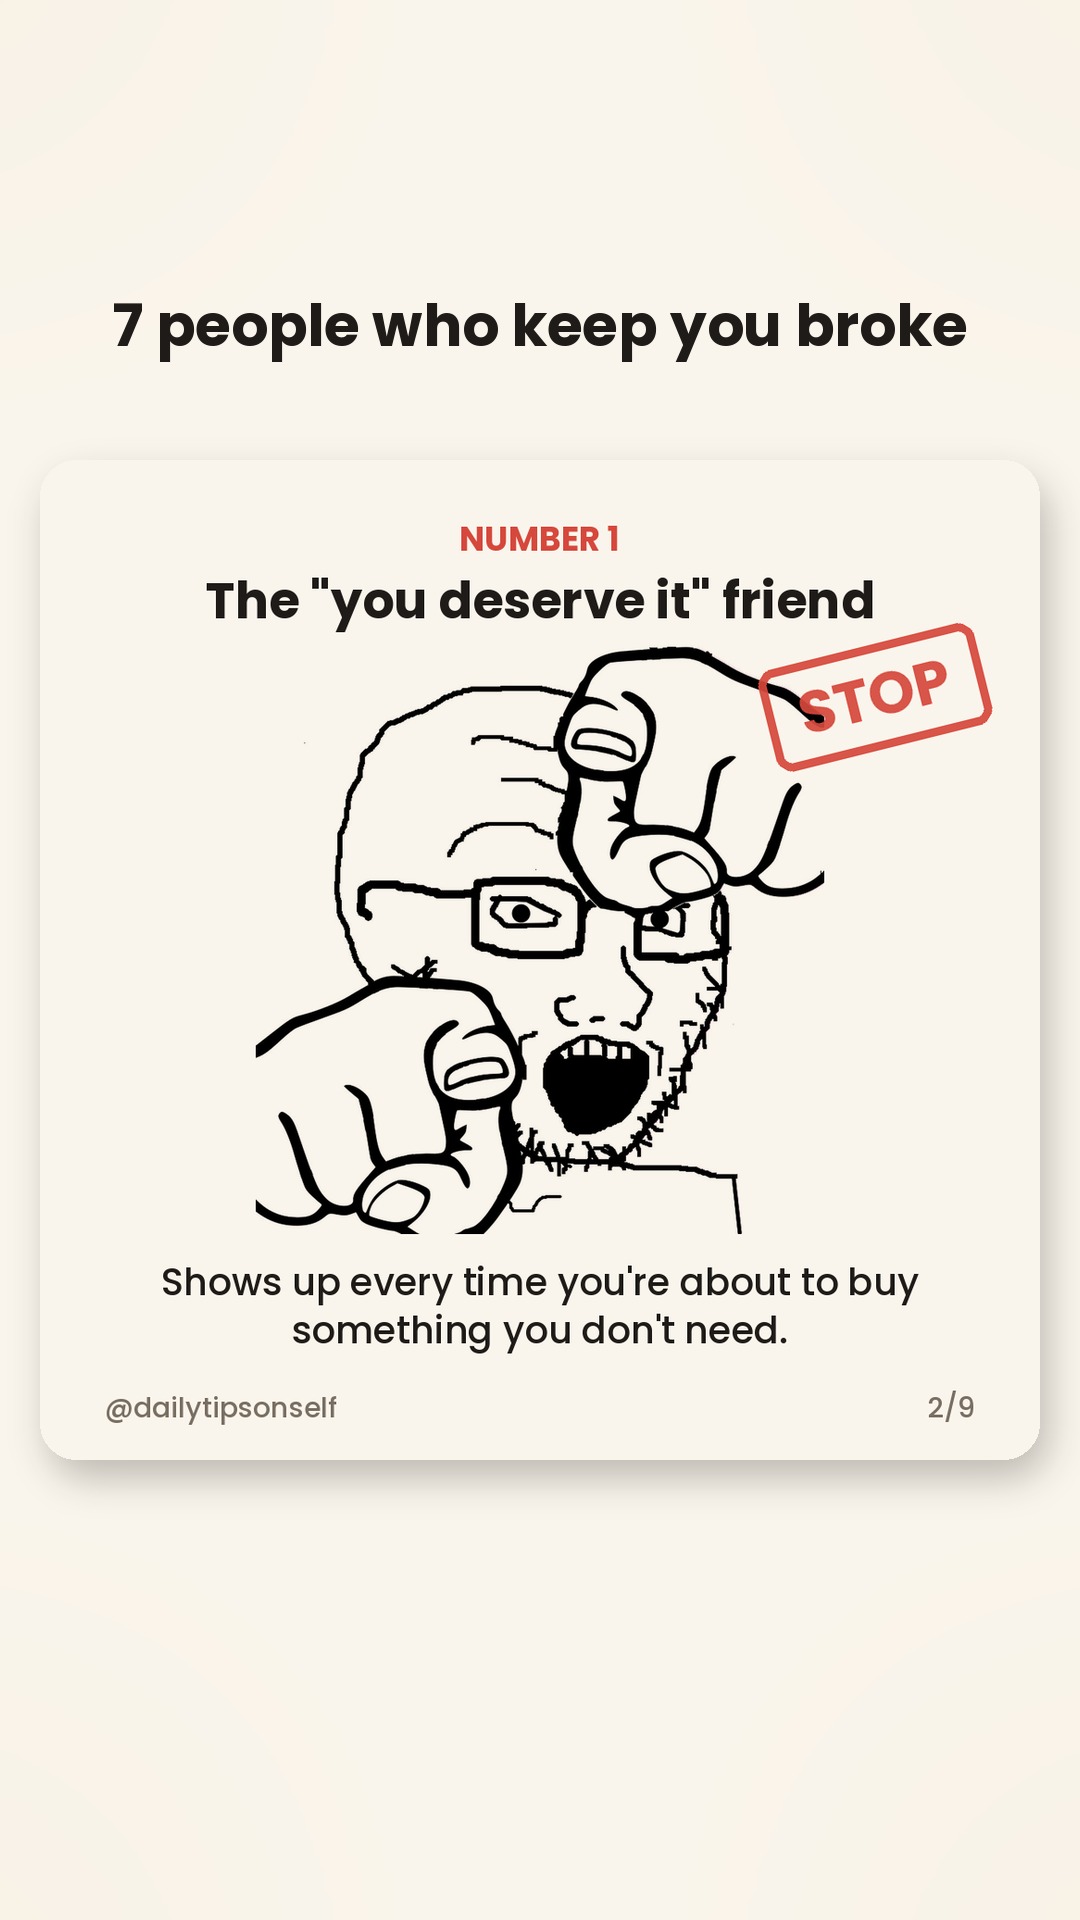 7 people who keep you broke
NUMBER 1
The "you deserve it" friend
STOP
Shows up every time you're about to buy
something you don't need.
@dailytipsonself
2/9